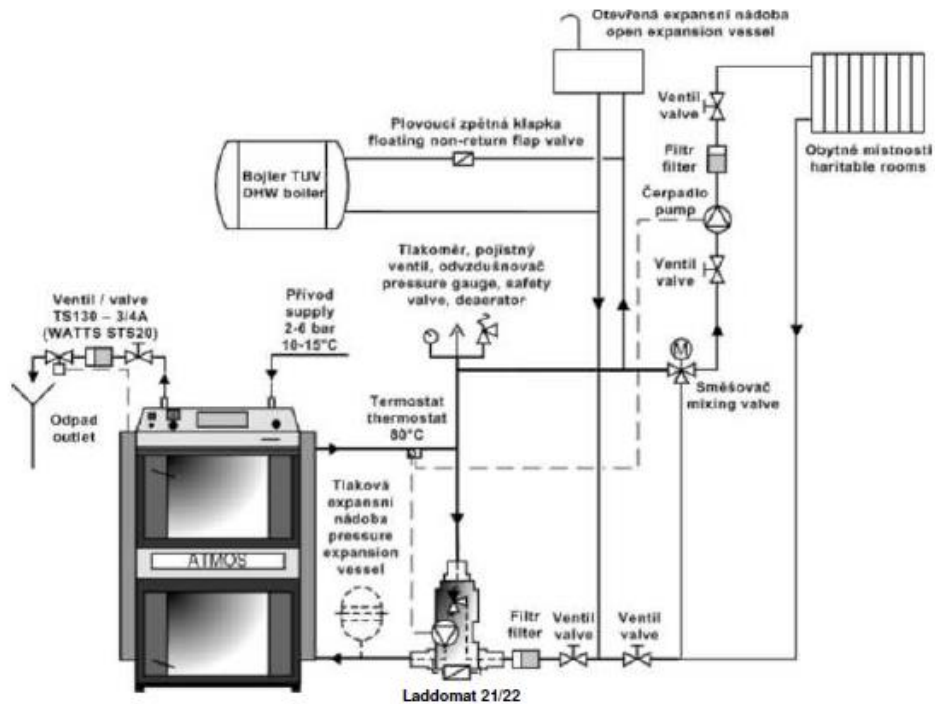 Otevřená expansní nádoba
open expansion vessel
Ventil
valve
Plovoucí zpětná klapka
floating non-return flap valve
Filtr
filter
Obytné místnosti
haritable rooms
Bojler TUV
DHW boiler
Čerpadlo
pump
Tlakoměr, pojistný
ventil, odvzdušnovač
pressure gauge, safety
valve, deaerator
Ventil
valve
Ventil / valve
TS130 – 3/4A
(WATTS STS20)
Přívod
supply
2-6 bar
10-15°C
M
Směšovač
mixing valve
Termostat
thermostat
80°C
Odpad
outlet
Tlaková
expansní
nádoba
pressure
expansion
vessel
ATMOS
Filtr
filter
Ventil
valve
Ventil
valve
Laddomat 21/22